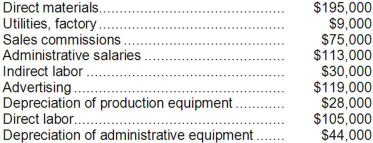 Direct materials................................................ $195,000
Utilities, factory................................................ $9,000
Sales commissions.......................................... $75,000
Administrative salaries.................................... $113,000
Indirect labor.................................................... $30,000
Advertising....................................................... $119,000
Depreciation of production equipment............ $28,000
Direct labor....................................................... $105,000
Depreciation of administrative equipment....... $44,000